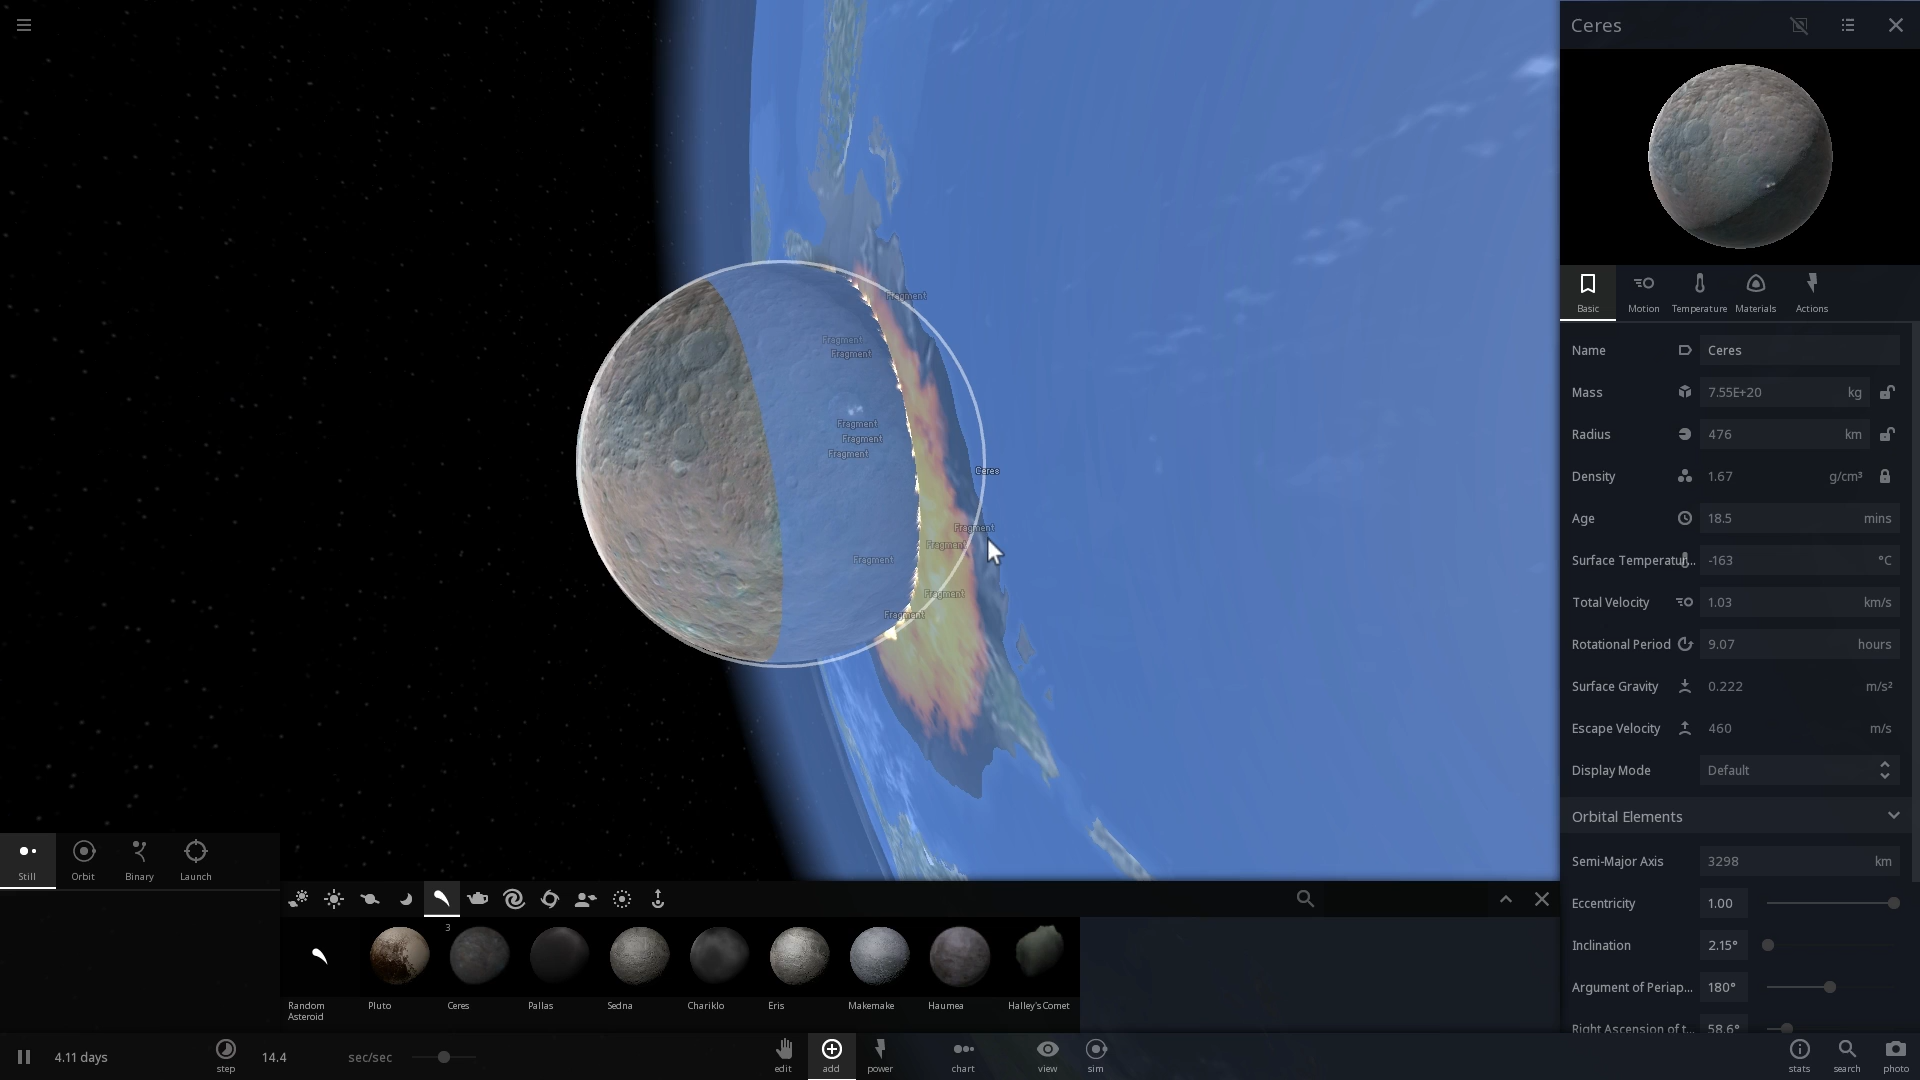 Ceres
Basic
Motion
Temperature
Materials
Actions
Name Ceres
Mass 7.55E+20 kg
Radius 476 km
Density 1.67 g/cm³
Age 18.5 mins
Surface Temperatur... -163 °C
Total Velocity 1.03 km/s
Rotational Period 9.07 hours
Surface Gravity 0.222 m/s²
Escape Velocity 460 m/s
Display Mode Default
Orbital Elements
Semi-Major Axis 3298 km
Eccentricity 1.00
Inclination 2.15°
Argument of Periap... 180°
Right Ascension of t... 58.6°
Fragment
Fragment
Fragment
Fragment
Fragment
Fragment
Ceres
Fragment
Fragment
Fragment
Fragment
Fragment
Still
Orbit
Binary
Launch
3
Random Asteroid
Pluto
Ceres
Pallas
Sedna
Chariklo
Eris
Makemake
Haumea
Halley's Comet
4.11 days
step
14.4 sec/sec
edit
add
power
chart
view
sim
stats
search
photo